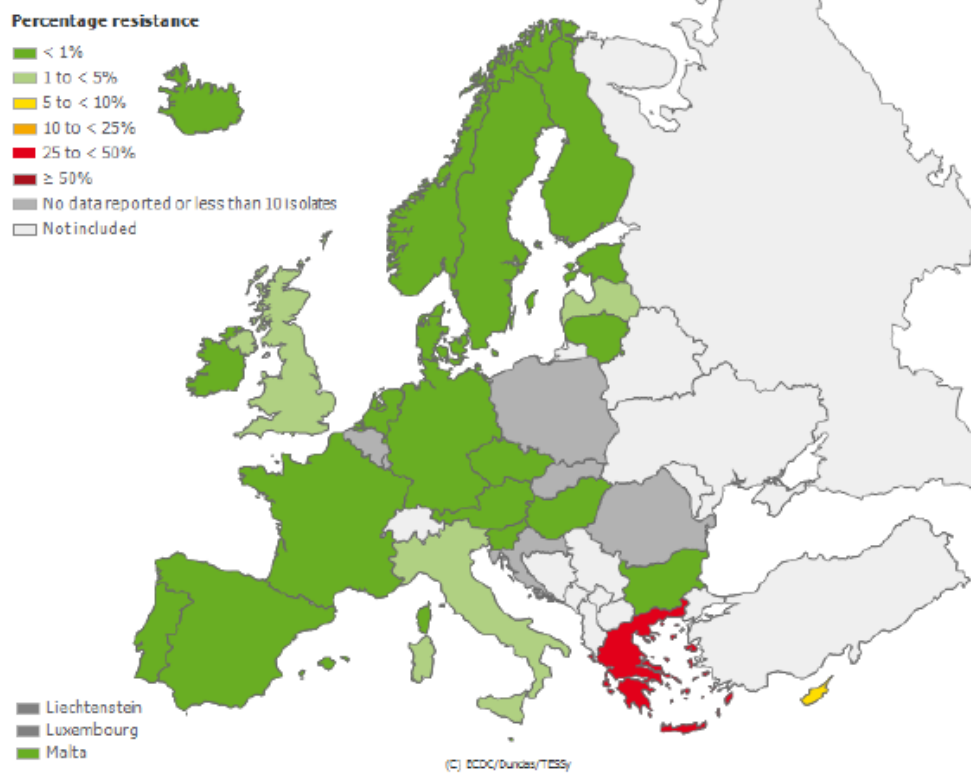 Percentage resistance
< 1%
1 to < 5%
5 to < 10%
10 to < 25%
25 to < 50%
≥ 50%
No data reported or less than 10 isolates
Not included
Liechtenstein
Luxembourg
Malta
(C) ECDC/Dundas/TESSy